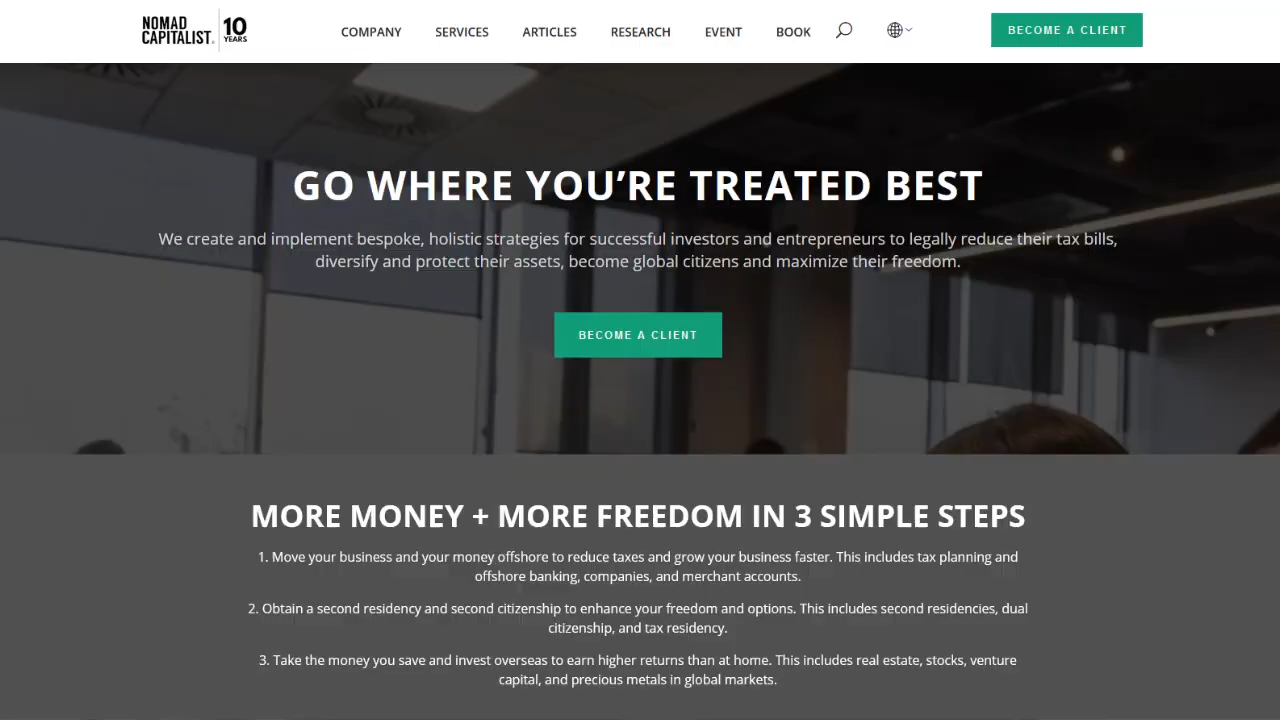 NOMAD
CAPITALIST
10
YEARS
COMPANY
SERVICES
ARTICLES
RESEARCH
EVENT
BOOK
BECOME A CLIENT
GO WHERE YOU’RE TREATED BEST
We create and implement bespoke, holistic strategies for successful investors and entrepreneurs to legally reduce their tax bills,
diversify and protect their assets, become global citizens and maximize their freedom.
BECOME A CLIENT
MORE MONEY + MORE FREEDOM IN 3 SIMPLE STEPS
1. Move your business and your money offshore to reduce taxes and grow your business faster. This includes tax planning and
offshore banking, companies, and merchant accounts.
2. Obtain a second residency and second citizenship to enhance your freedom and options. This includes second residencies, dual
citizenship, and tax residency.
3. Take the money you save and invest overseas to earn higher returns than at home. This includes real estate, stocks, venture
capital, and precious metals in global markets.